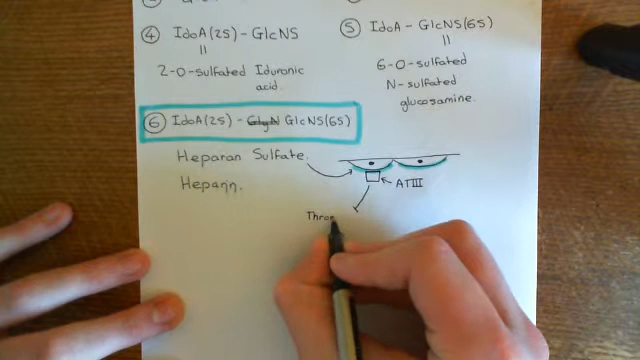 ④ IdoA(2S) - GlcNS
||
2-O-sulfated Iduronic
acid.
⑤ IdoA - GlcNS(6S)
||
6-O-sulfated
N-sulfated
glucosamine.
⑥ IdoA(2S) - GlcNS(6S)
Heparan Sulfate.
Heparin.
ATIII
Thro